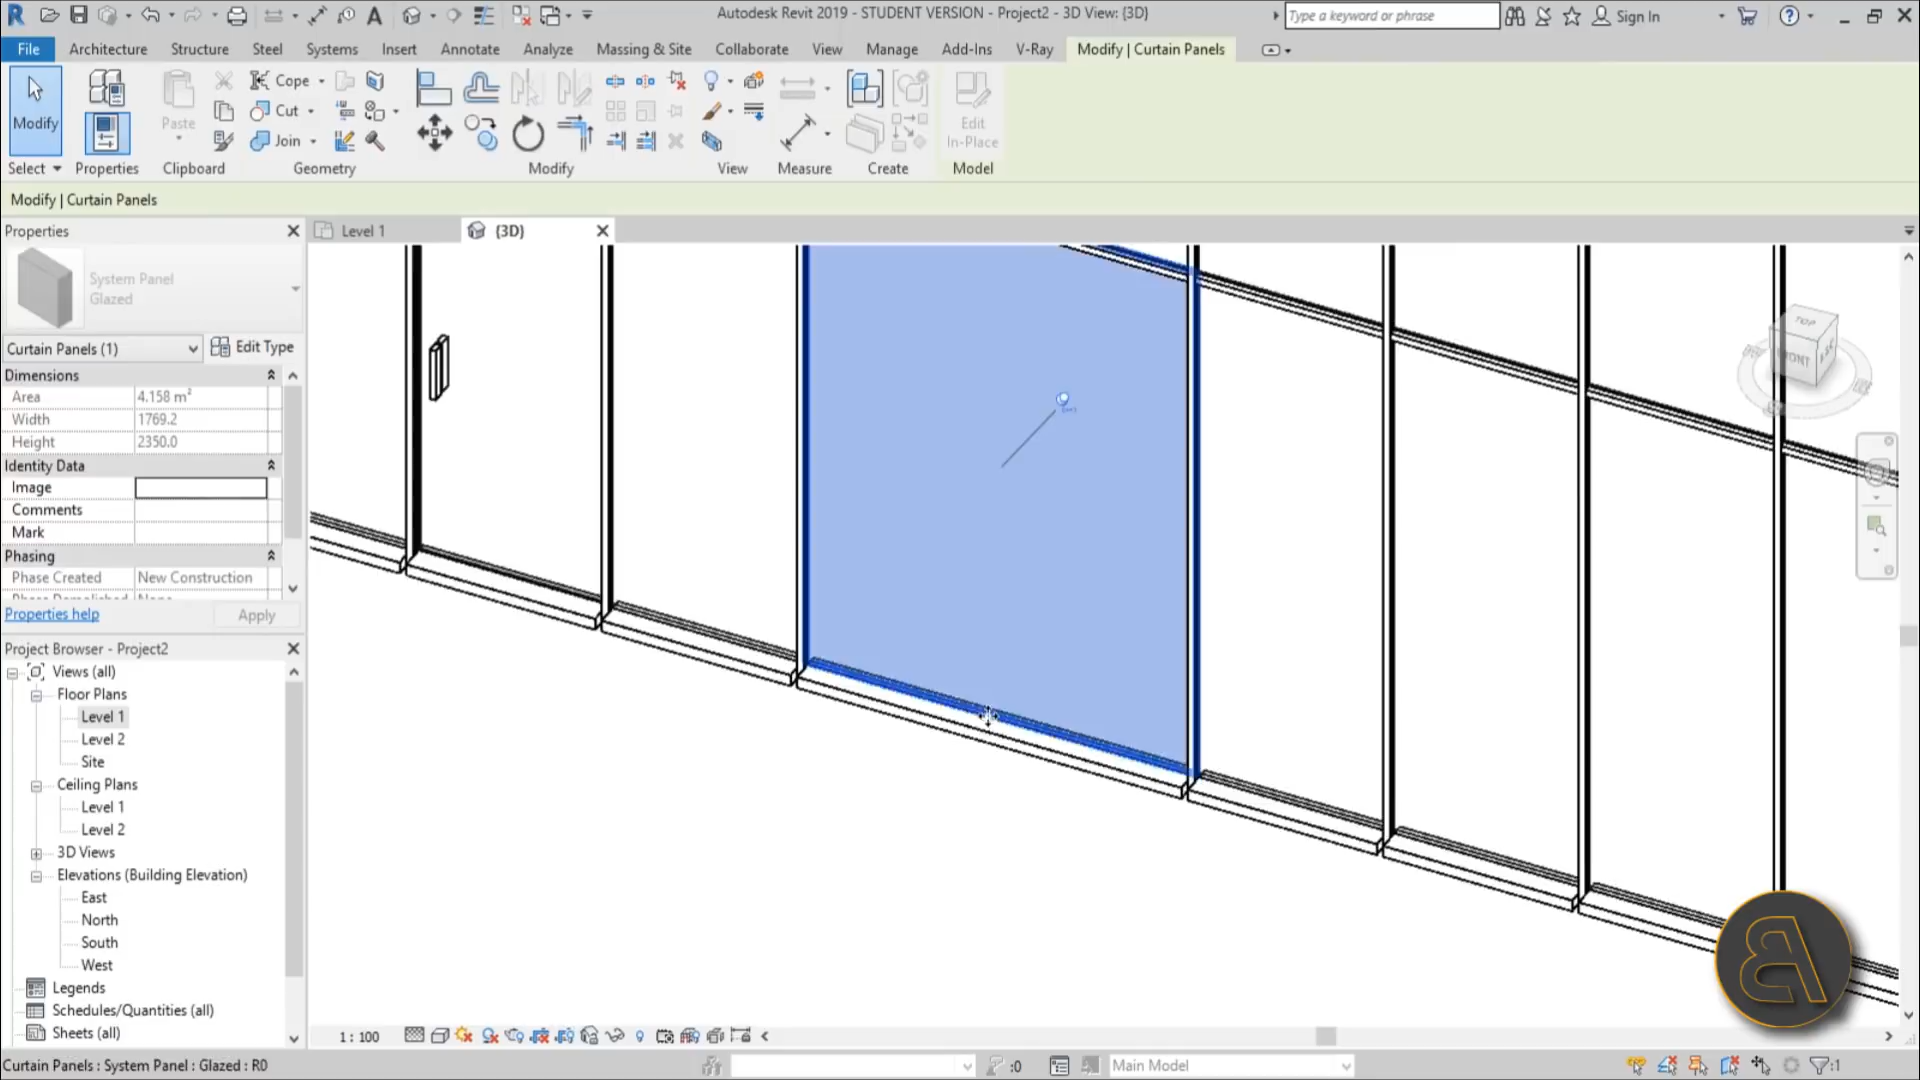 Autodesk Revit 2019 - STUDENT VERSION - Project2 - 3D View: {3D}
Type a keyword or phrase
Sign In
File Architecture Structure Steel Systems Insert Annotate Analyze Massing & Site Collaborate View Manage Add-Ins V-Ray Modify | Curtain Panels
Modify
Paste
Cope
Cut
Join
Edit
In-Place
Select Properties Clipboard Geometry Modify View Measure Create Model
Modify | Curtain Panels
Properties
Level 1
{3D}
System Panel
Glazed
Curtain Panels (1)
Edit Type
Dimensions
Area 4.158 m²
Width 1769.2
Height 2350.0
Identity Data
Image
Comments
Mark
Phasing
Phase Created New Construction
Properties help
Apply
Project Browser - Project2
Views (all)
Floor Plans
Level 1
Level 2
Site
Ceiling Plans
Level 1
Level 2
3D Views
Elevations (Building Elevation)
East
North
South
West
Legends
Schedules/Quantities (all)
Sheets (all)
TOP
FRONT
1 : 100
Curtain Panels : System Panel : Glazed : R0
:0
Main Model
:1